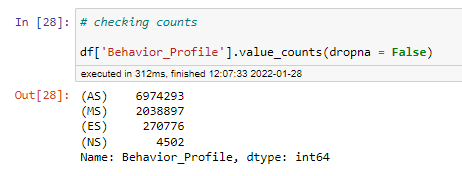 In [28]: # checking counts
df['Behavior_Profile'].value_counts(dropna = False)
executed in 312ms, finished 12:07:33 2022-01-28
Out[28]: (AS) 6974293
(MS) 2038897
(ES) 270776
(NS) 4502
Name: Behavior_Profile, dtype: int64